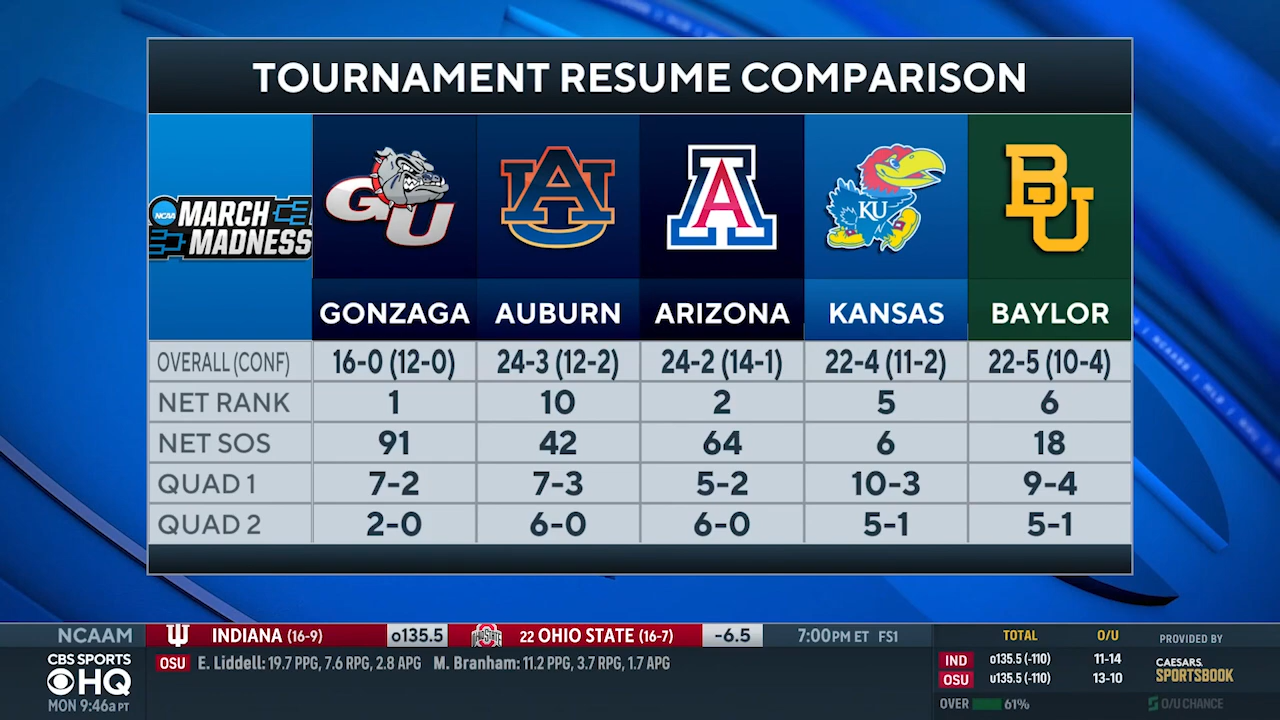 TOURNAMENT RESUME COMPARISON
NCAA MARCH
MADNESS
GU
AU
A
KU
BU
GONZAGA AUBURN ARIZONA KANSAS BAYLOR
OVERALL (CONF) 16-0 (12-0) 24-3 (12-2) 24-2 (14-1) 22-4 (11-2) 22-5 (10-4)
NET RANK 1 10 2 5 6
NET SOS 91 42 64 6 18
QUAD 1 7-2 7-3 5-2 10-3 9-4
QUAD 2 2-0 6-0 6-0 5-1 5-1
NCAAM INDIANA (16-9) o135.5 OHIO STATE 22 OHIO STATE (16-7) -6.5 7:00PM ET FS1
CBS SPORTS
HQ
MON 9:46a PT
OSU E. Liddell: 19.7 PPG, 7.6 RPG, 2.8 APG M. Branham: 11.2 PPG, 3.7 RPG, 1.7 APG
TOTAL O/U
IND o135.5 (-110) 11-14
OSU u135.5 (-110) 13-10
OVER 61%
PROVIDED BY
CAESARS
SPORTSBOOK
O/U CHANCE